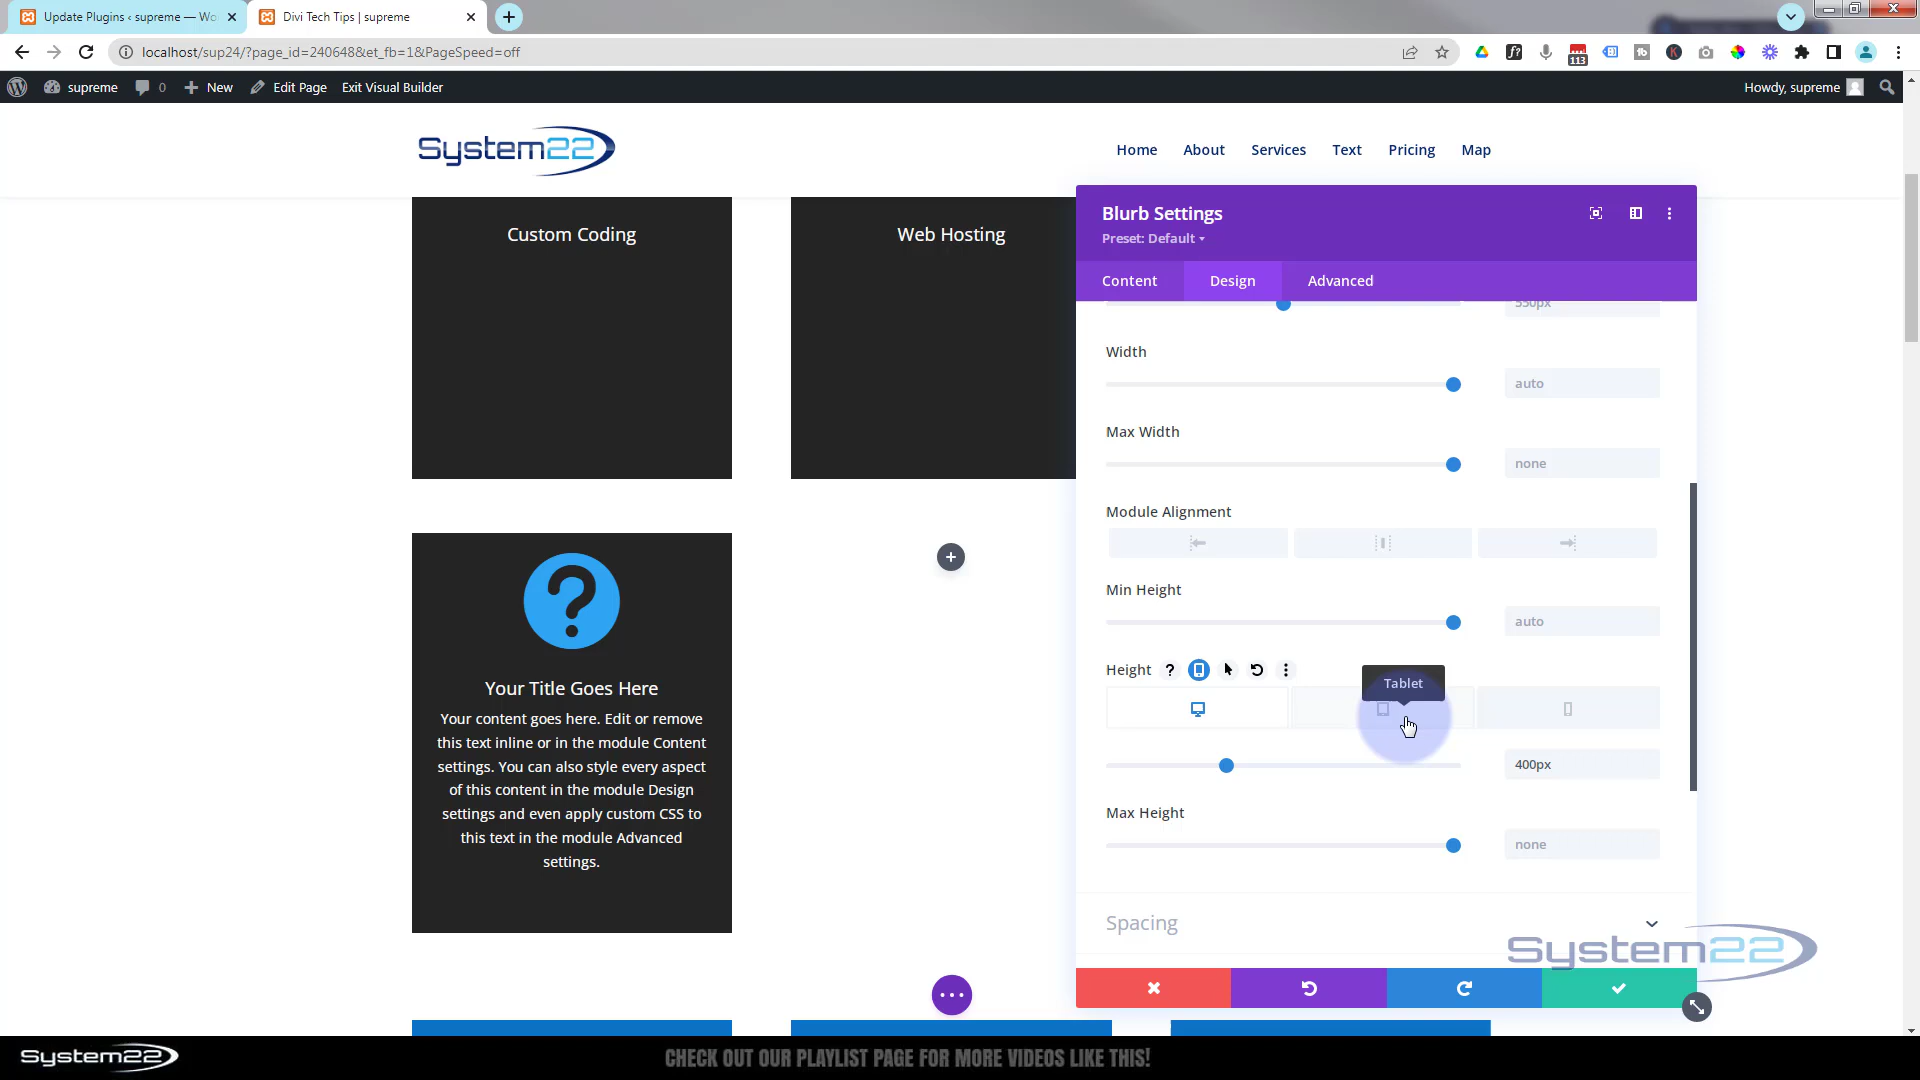 Update Plugins ‹ supreme — Wo
Divi Tech Tips | supreme
localhost/sup24/?page_id=240648&et_fb=1&PageSpeed=off
f?
fb
K
113
supreme
0
New
Edit Page
Exit Visual Builder
Howdy, supreme
System22
Home
About
Services
Text
Pricing
Map
Custom Coding
Web Hosting
Blurb Settings
Preset: Default
Content
Design
Advanced
550px
Width
auto
Max Width
none
Module Alignment
Min Height
auto
Height
?
Tablet
400px
Max Height
none
Spacing
?
Your Title Goes Here
Your content goes here. Edit or remove
this text inline or in the module Content
settings. You can also style every aspect
of this content in the module Design
settings and even apply custom CSS to
this text in the module Advanced
settings.
System22
System22
CHECK OUT OUR PLAYLIST PAGE FOR MORE VIDEOS LIKE THIS!